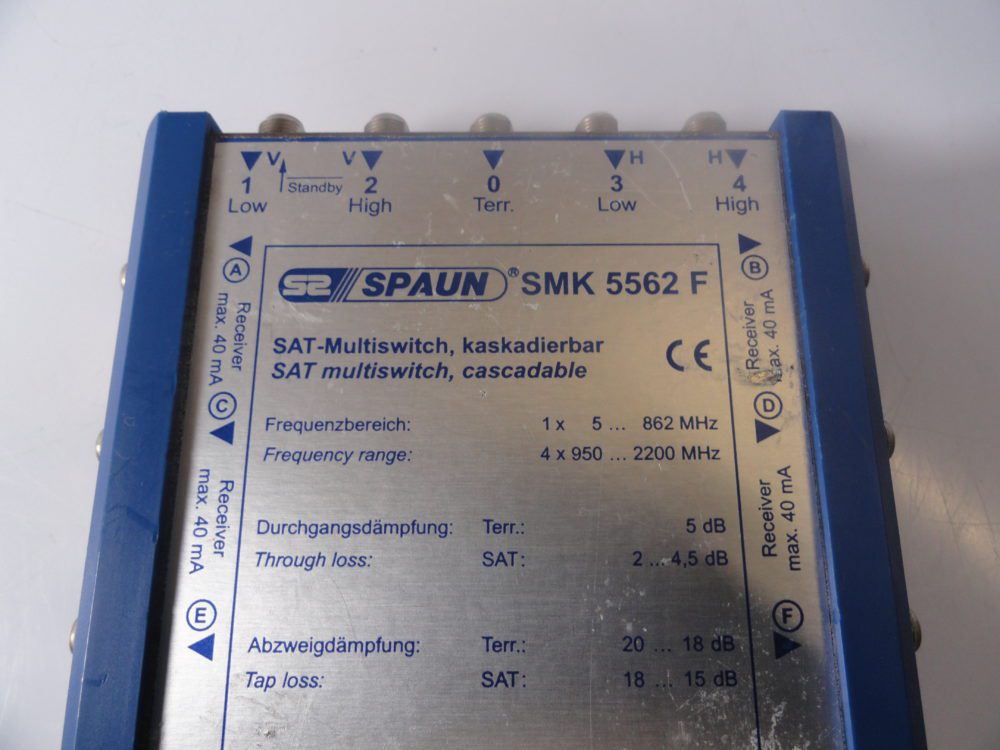 V V H H
1 Standby 2 0 3 4
Low High Terr. Low High
A B
Receiver
max. 40 mA
Receiver
max. 40 mA
C D
Receiver
max. 40 mA
Receiver
max. 40 mA
E F
SPAUN® SMK 5562 F
SAT-Multiswitch, kaskadierbar
SAT multiswitch, cascadable
CE
Frequenzbereich: 1 x 5 ... 862 MHz
Frequency range: 4 x 950 ... 2200 MHz
Durchgangsdämpfung: Terr.: 5 dB
Through loss: SAT: 2 ... 4,5 dB
Abzweigdämpfung: Terr.: 20 ... 18 dB
Tap loss: SAT: 18 ... 15 dB